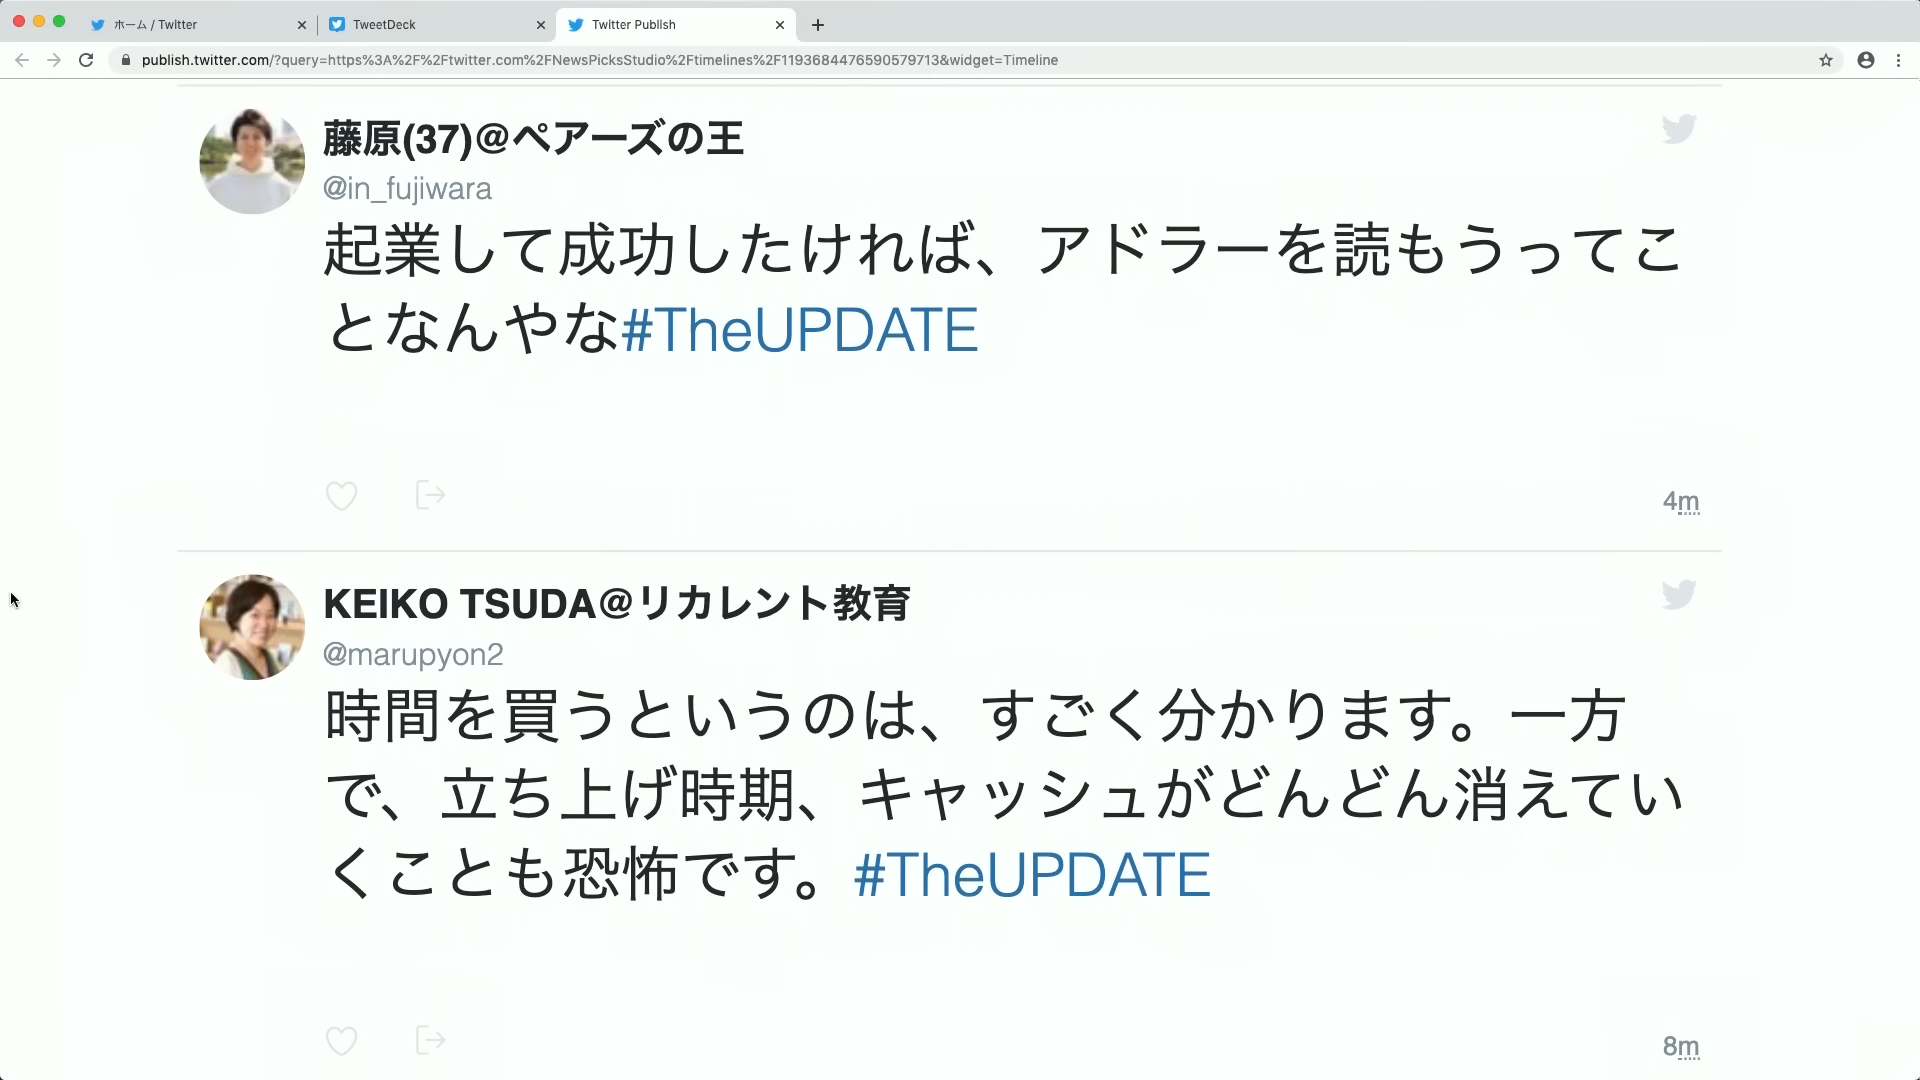 ホーム / Twitter
TweetDeck
Twitter Publish
publish.twitter.com/?query=https%3A%2F%2Ftwitter.com%2FNewsPicksStudio%2Ftimelines%2F1193684476590579713&widget=Timeline
藤原(37)@ペアーズの王
@in_fujiwara
起業して成功したければ、アドラーを読もうってこ
となんやな#TheUPDATE
4m
KEIKO TSUDA@リカレント教育
@marupyon2
時間を買うというのは、すごく分かります。一方
で、立ち上げ時期、キャッシュがどんどん消えてい
くことも恐怖です。#TheUPDATE
8m